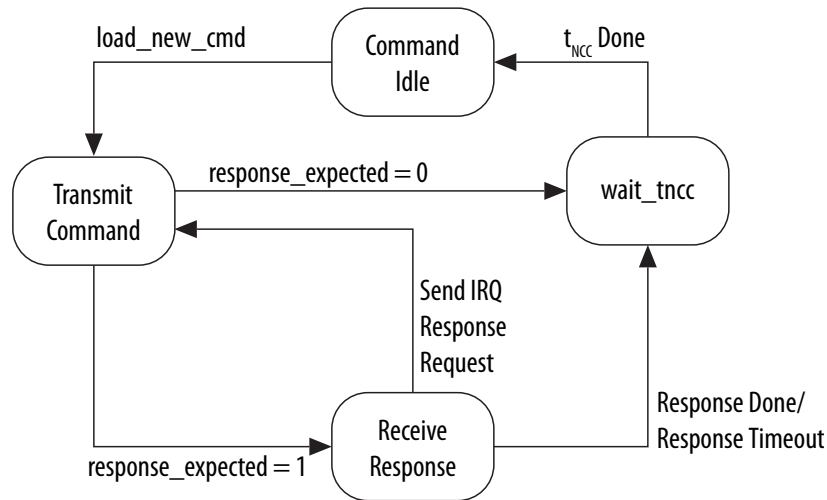 load_new_cmd
Command
Idle
tNCC Done
Transmit
Command
response_expected = 0
wait_tncc
Send IRQ
Response
Request
Response Done/
Response Timeout
Receive
Response
response_expected = 1